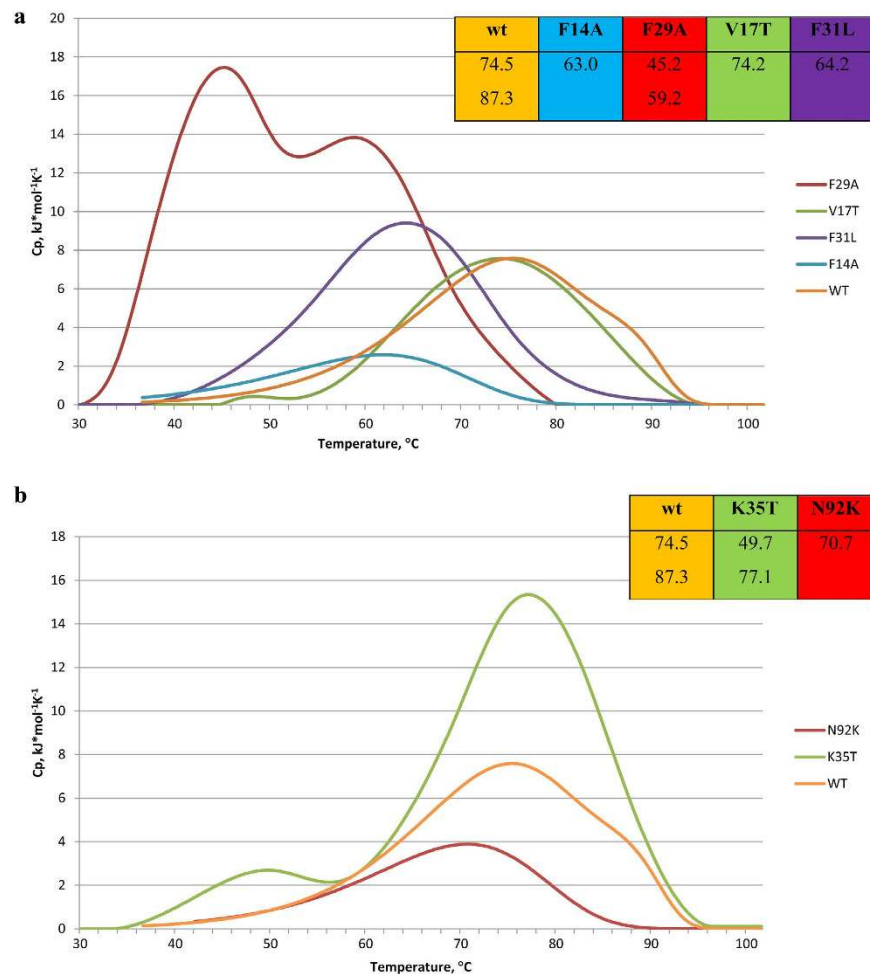 a
wt F14A F29A V17T F31L
74.5 63.0 45.2 74.2 64.2
87.3 59.2
20
18
16
14
12
10
8
6
4
2
0
Cp, kJ*mol-1K-1
30 40 50 60 70 80 90 100
Temperature, °C
F29A
V17T
F31L
F14A
WT
b
wt K35T N92K
74.5 49.7 70.7
87.3 77.1
18
16
14
12
10
8
6
4
2
0
Cp, kJ*mol-1K-1
30 40 50 60 70 80 90 100
Temperature, °C
N92K
K35T
WT